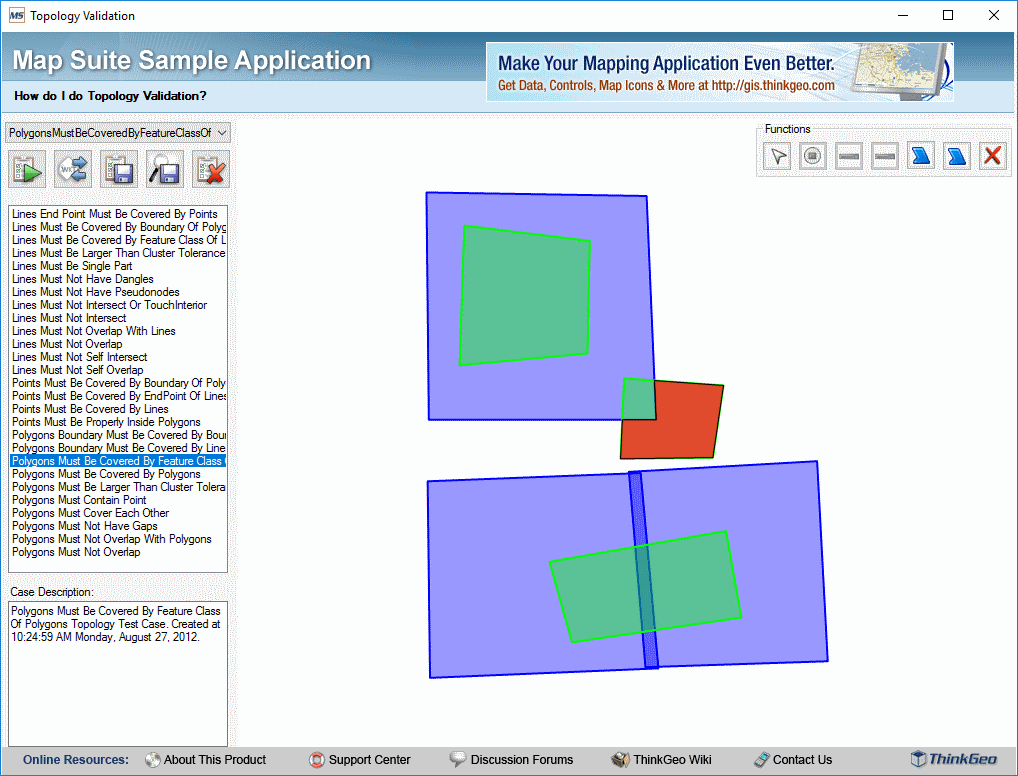 MS Topology Validation
Map Suite Sample Application
Make Your Mapping Application Even Better.
Get Data, Controls, Map Icons & More at http://gis.thinkgeo.com
How do I do Topology Validation?
PolygonsMustBeCoveredByFeatureClassOf
Functions
Lines End Point Must Be Covered By Points
Lines Must Be Covered By Boundary Of Polyg
Lines Must Be Covered By Feature Class Of L
Lines Must Be Larger Than Cluster Tolerance
Lines Must Be Single Part
Lines Must Not Have Dangles
Lines Must Not Have Pseudonodes
Lines Must Not Intersect Or TouchInterior
Lines Must Not Intersect
Lines Must Not Overlap With Lines
Lines Must Not Overlap
Lines Must Not Self Intersect
Lines Must Not Self Overlap
Points Must Be Covered By Boundary Of Poly
Points Must Be Covered By EndPoint Of Lines
Points Must Be Covered By Lines
Points Must Be Properly Inside Polygons
Polygons Boundary Must Be Covered By Bour
Polygons Boundary Must Be Covered By Line
Polygons Must Be Covered By Feature Class
Polygons Must Be Covered By Polygons
Polygons Must Be Larger Than Cluster Tolera
Polygons Must Contain Point
Polygons Must Cover Each Other
Polygons Must Not Have Gaps
Polygons Must Not Overlap With Polygons
Polygons Must Not Overlap
Case Description:
Polygons Must Be Covered By Feature Class
Of Polygons Topology Test Case. Created at
10:24:59 AM Monday, August 27, 2012.
Online Resources: About This Product Support Center Discussion Forums ThinkGeo Wiki Contact Us ThinkGeo